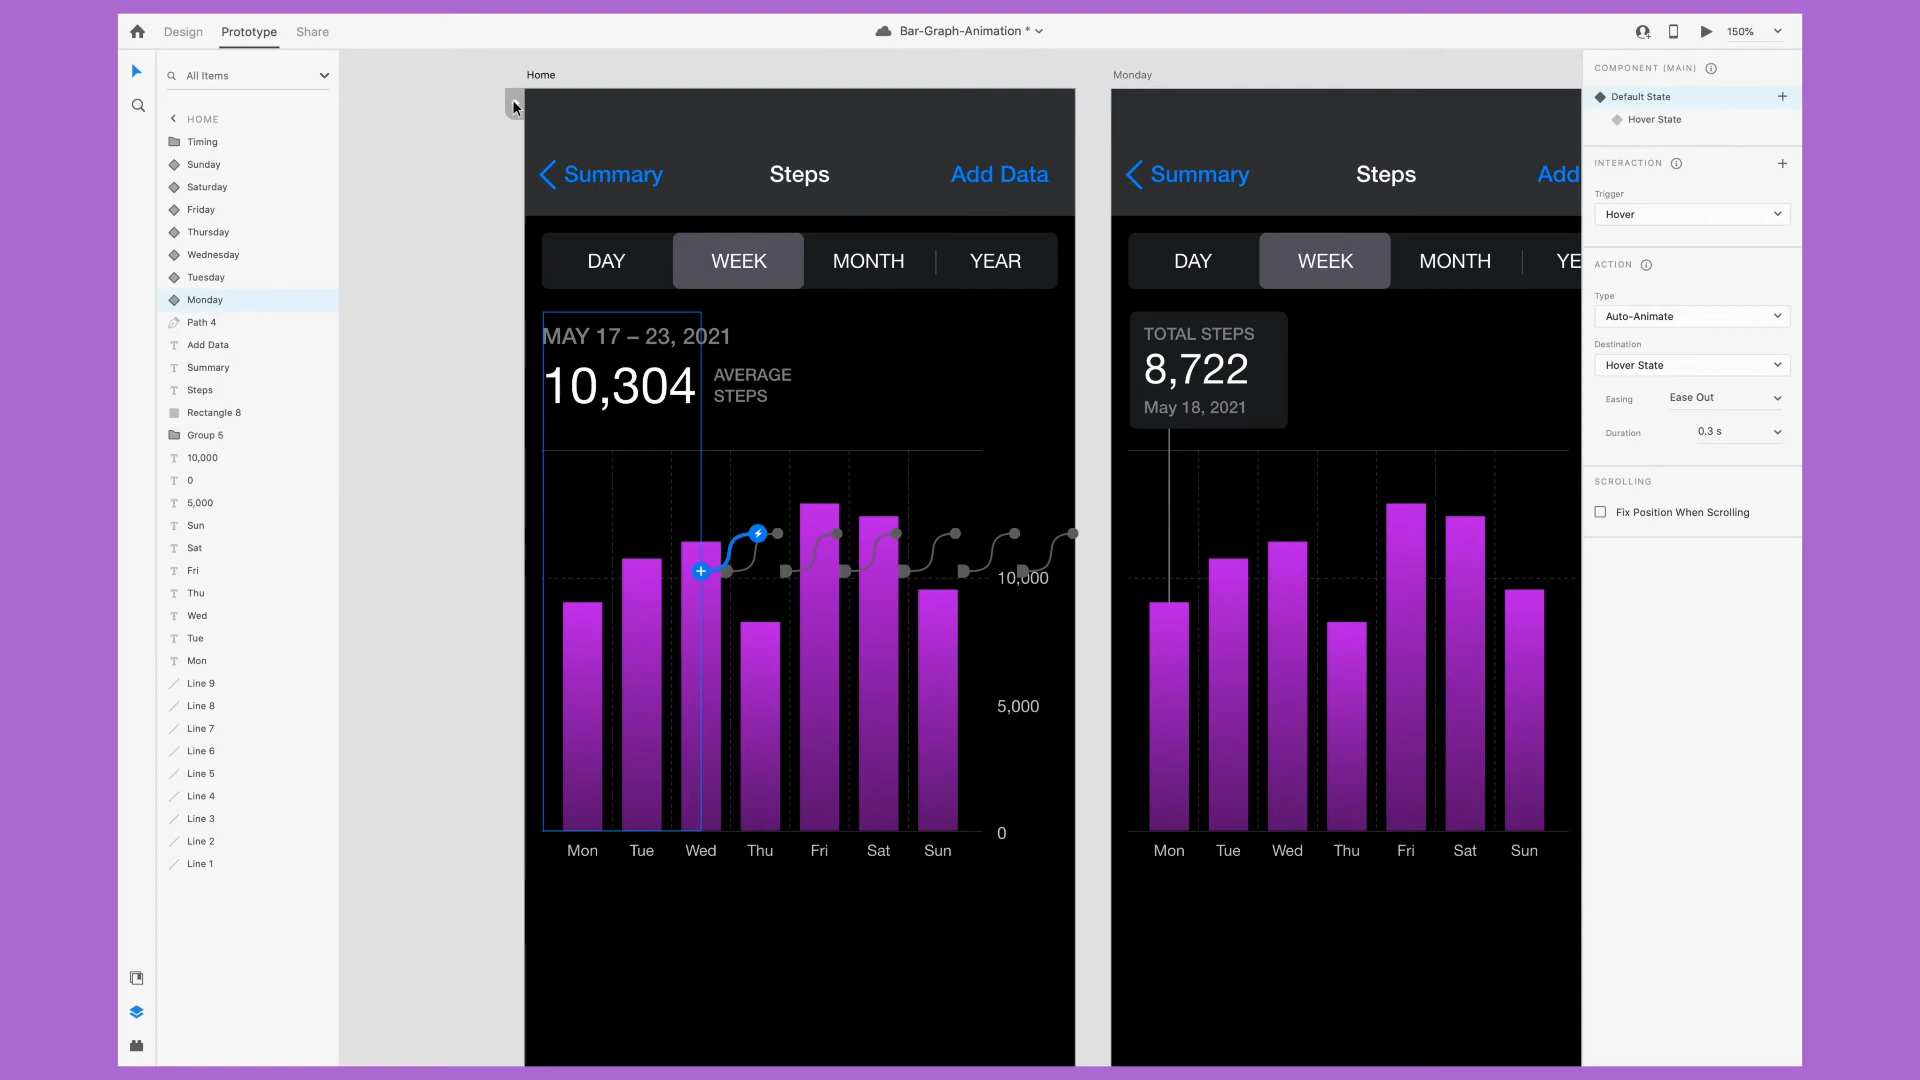 Design Prototype Share
Bar-Graph-Animation *
150%
All Items
HOME
Timing
Sunday
Saturday
Friday
Thursday
Wednesday
Tuesday
Monday
Path 4
Add Data
Summary
Steps
Rectangle 8
Group 5
10,000
0
5,000
Sun
Sat
Fri
Thu
Wed
Tue
Mon
Line 9
Line 8
Line 7
Line 6
Line 5
Line 4
Line 3
Line 2
Line 1
Home
Summary Steps Add Data
DAY WEEK MONTH YEAR
MAY 17 – 23, 2021
10,304 AVERAGE
STEPS
10,000
5,000
0
Mon Tue Wed Thu Fri Sat Sun
Monday
Summary Steps Add
DAY WEEK MONTH YE
TOTAL STEPS
8,722
May 18, 2021
Mon Tue Wed Thu Fri Sat Sun
COMPONENT (MAIN)
Default State
Hover State
INTERACTION
Trigger
Hover
ACTION
Type
Auto-Animate
Destination
Hover State
Easing Ease Out
Duration 0.3 s
SCROLLING
Fix Position When Scrolling